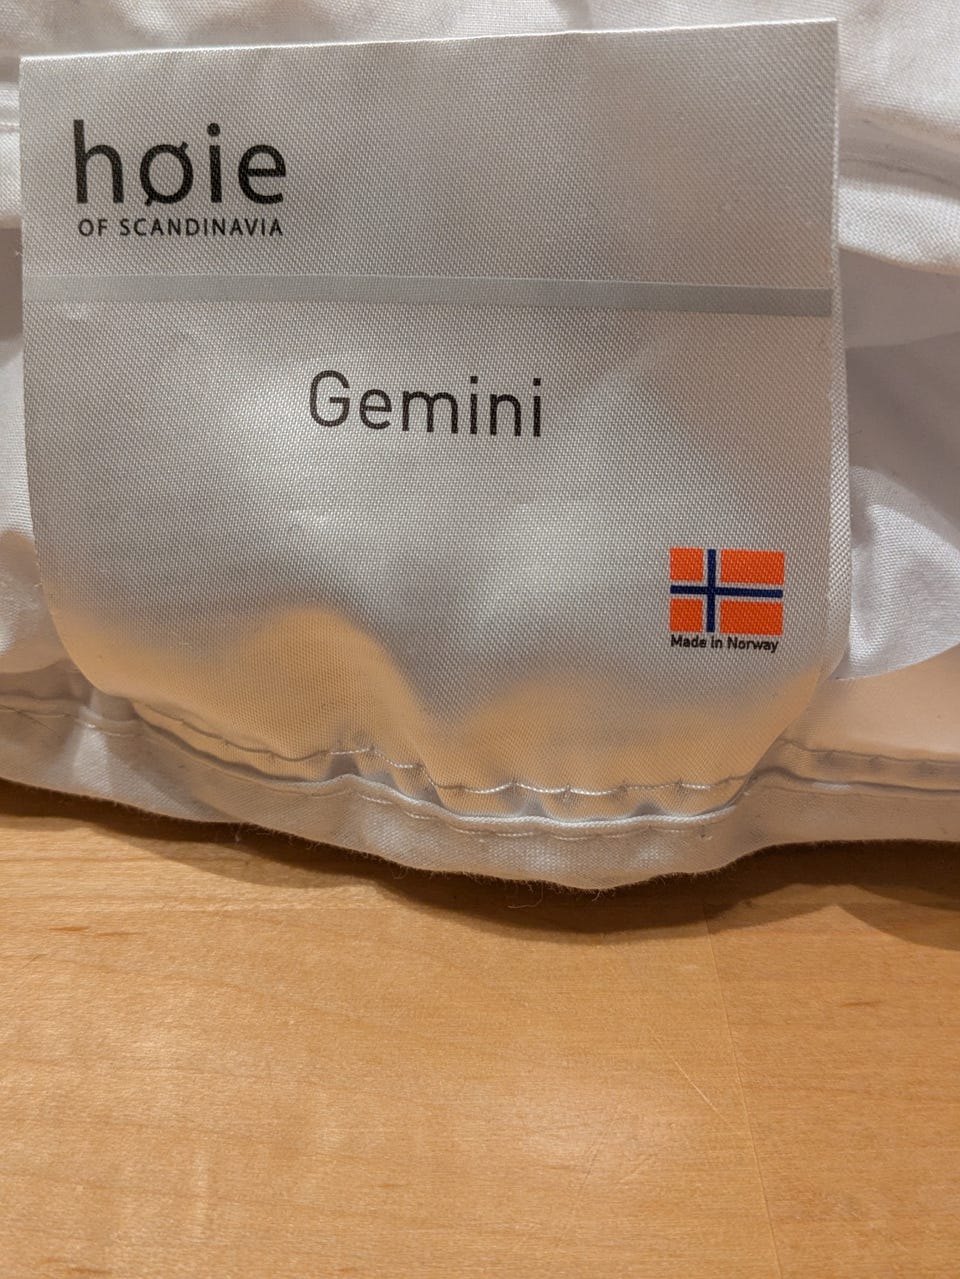 høie
OF SCANDINAVIA
Gemini
Made in Norway